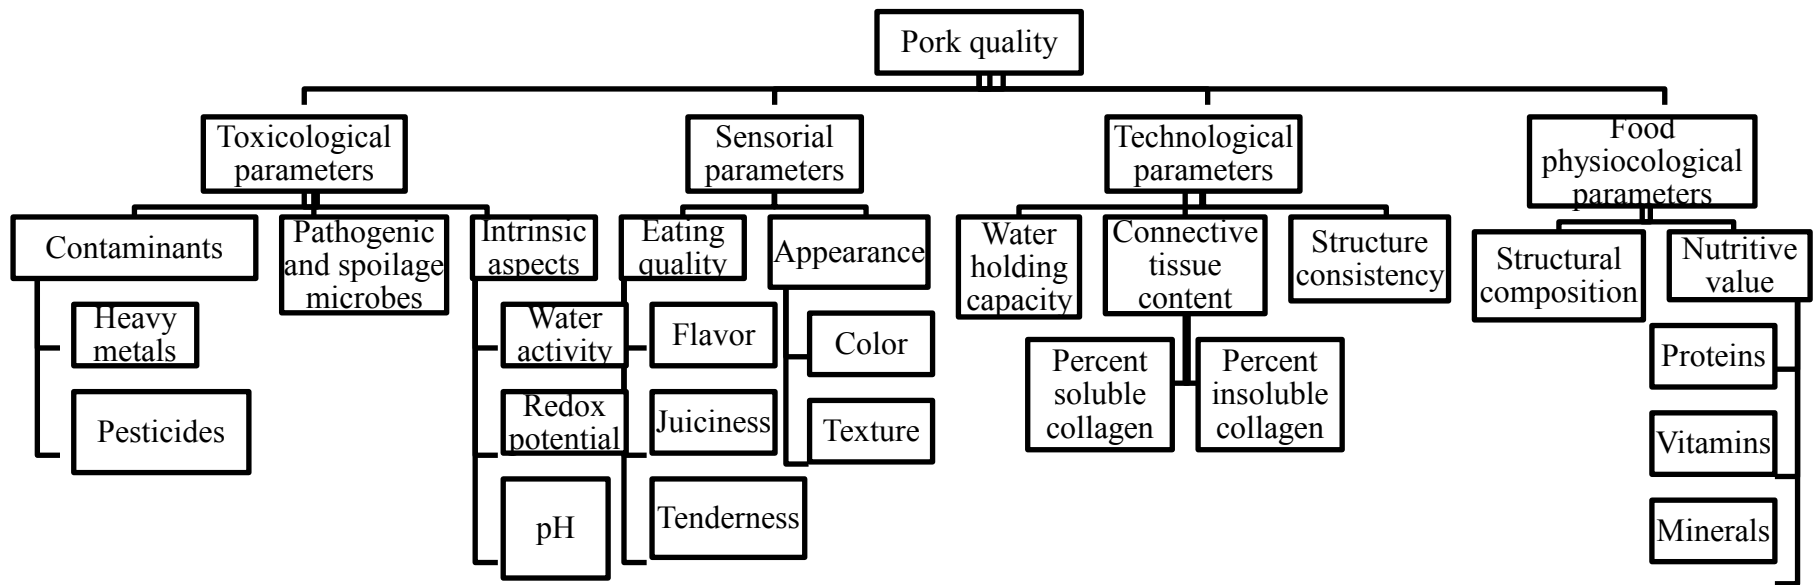 Pork quality
Toxicological
parameters
Sensorial
parameters
Technological
parameters
Food
physiocological
parameters
Contaminants
Pathogenic
and spoilage
microbes
Intrinsic
aspects
Eating
quality
Appearance
Water
holding
capacity
Connective
tissue
content
Structure
consistency
Structural
composition
Nutritive
value
Heavy
metals
Pesticides
Water
activity
Redox
potential
pH
Flavor
Juiciness
Tenderness
Color
Texture
Percent
soluble
collagen
Percent
insoluble
collagen
Proteins
Vitamins
Minerals